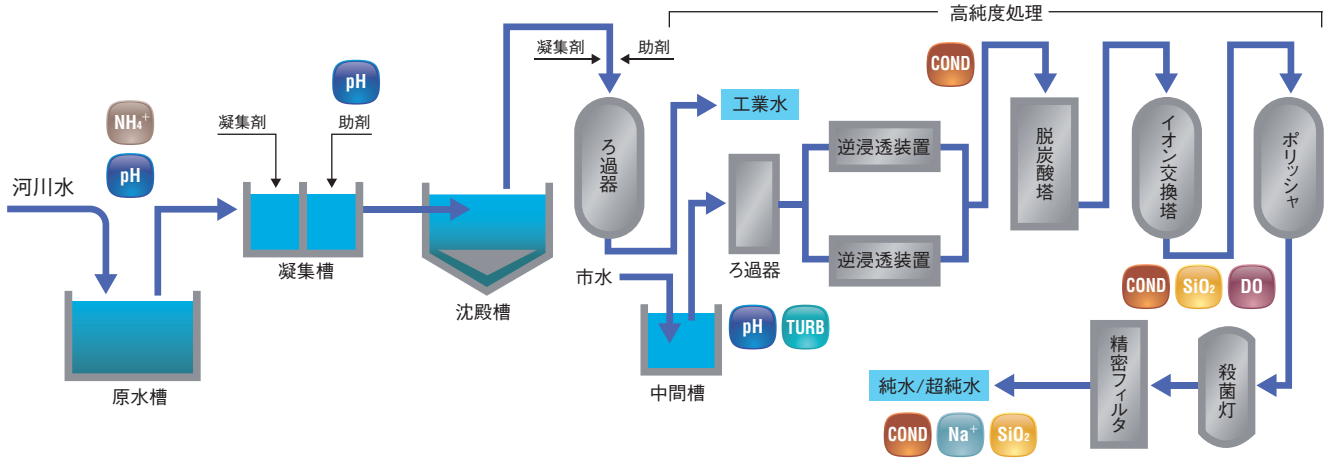 高純度処理
凝集剤
助剤
COND
pH
工業水
NH₄⁺
凝集剤
助剤
ろ過器
逆浸透装置
脱炭酸塔
イオン交換塔
ポリッシャ
pH
河川水
ろ過器
逆浸透装置
凝集槽
市水
COND
SiO₂
DO
沈殿槽
pH
TURB
原水槽
中間槽
純水/超純水
精密フィルタ
殺菌灯
COND
Na⁺
SiO₂